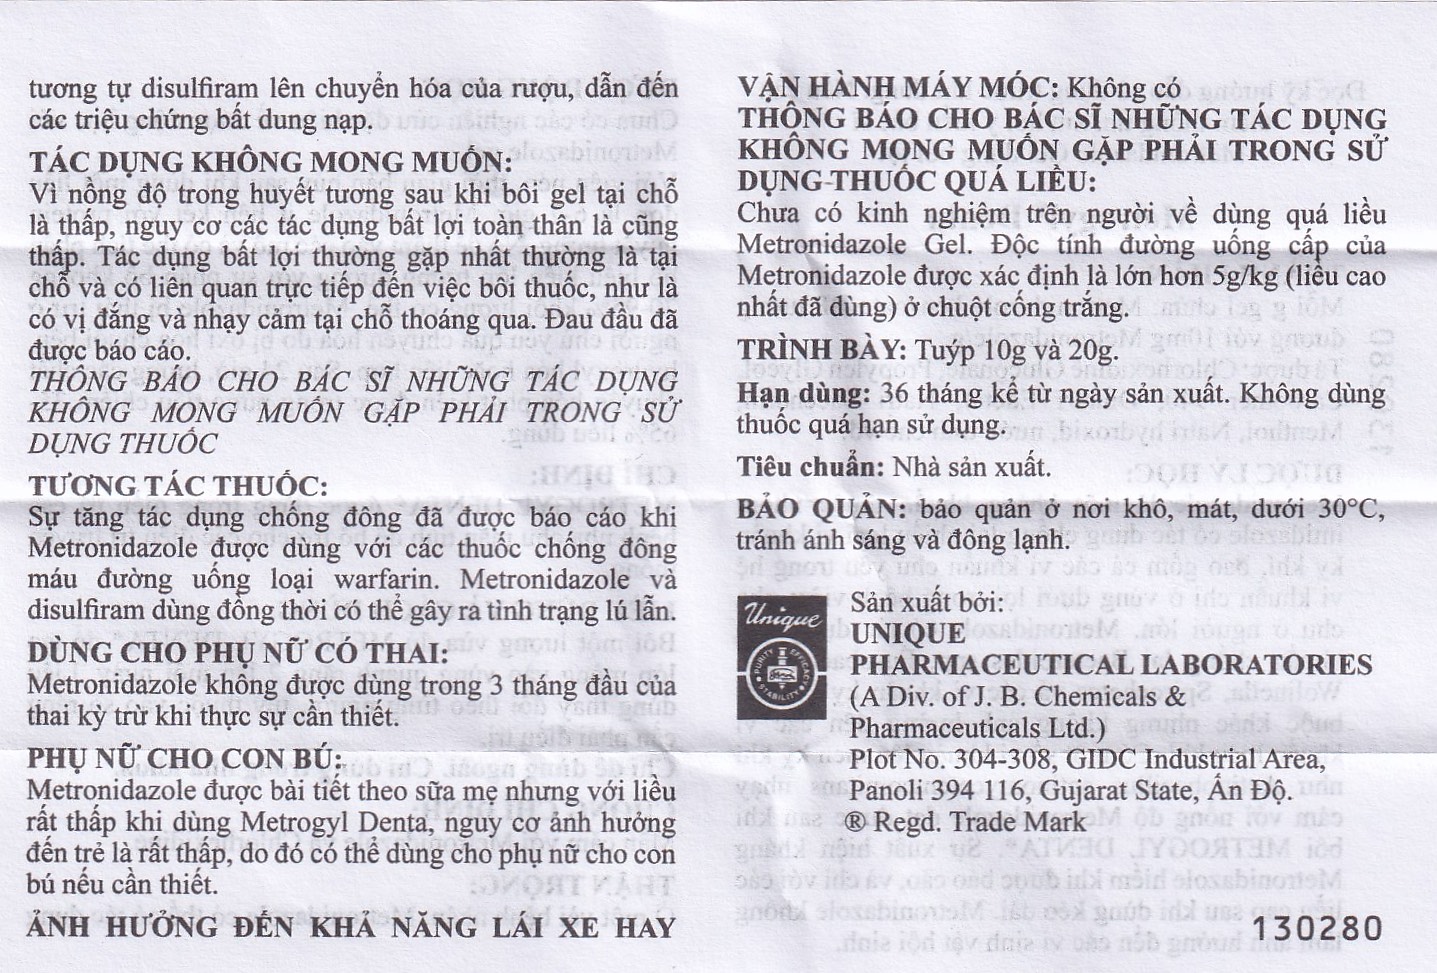 tương tự disulfiram lên chuyển hóa của rượu, dẫn đến
các triệu chứng bất dung nạp.
TÁC DỤNG KHÔNG MONG MUỐN:
Vì nồng độ trong huyết tương sau khi bôi gel tại chỗ
là thấp, nguy cơ các tác dụng bất lợi toàn thân là cũng
thấp. Tác dụng bất lợi thường gặp nhất thường là tại
chỗ và có liên quan trực tiếp đến việc bôi thuốc, như là
có vị đắng và nhạy cảm tại chỗ thoáng qua. Đau đầu đã
được báo cáo.
THÔNG BÁO CHO BÁC SĨ NHỮNG TÁC DỤNG
KHÔNG MONG MUỐN GẶP PHẢI TRONG SỬ
DỤNG THUỐC
TƯƠNG TÁC THUỐC:
Sự tăng tác dụng chống đông đã được báo cáo khi
Metronidazole được dùng với các thuốc chống đông
máu đường uống loại warfarin. Metronidazole và
disulfiram dùng đồng thời có thể gây ra tình trạng lú lẫn.
DÙNG CHO PHỤ NỮ CÓ THAI:
Metronidazole không được dùng trong 3 tháng đầu của
thai kỳ trừ khi thực sự cần thiết.
PHỤ NỮ CHO CON BÚ:
Metronidazole được bài tiết theo sữa mẹ nhưng với liều
rất thấp khi dùng Metrogyl Denta, nguy cơ ảnh hưởng
đến trẻ là rất thấp, do đó có thể dùng cho phụ nữ cho con
bú nếu cần thiết.
ẢNH HƯỞNG ĐẾN KHẢ NĂNG LÁI XE HAY
VẬN HÀNH MÁY MÓC: Không có
THÔNG BÁO CHO BÁC SĨ NHỮNG TÁC DỤNG
KHÔNG MONG MUỐN GẶP PHẢI TRONG SỬ
DỤNG THUỐC QUÁ LIỀU:
Chưa có kinh nghiệm trên người về dùng quá liều
Metronidazole Gel. Độc tính đường uống cấp của
Metronidazole được xác định là lớn hơn 5g/kg (liều cao
nhất đã dùng) ở chuột cống trắng.
TRÌNH BÀY: Tuýp 10g và 20g.
Hạn dùng: 36 tháng kể từ ngày sản xuất. Không dùng
thuốc quá hạn sử dụng.
Tiêu chuẩn: Nhà sản xuất.
BẢO QUẢN: bảo quản ở nơi khô, mát, dưới 30°C,
tránh ánh sáng và đông lạnh.
Unique
PURITY EFFICACY
STABILITY
Sản xuất bởi:
UNIQUE
PHARMACEUTICAL LABORATORIES
(A Div. of J. B. Chemicals &
Pharmaceuticals Ltd.)
Plot No. 304-308, GIDC Industrial Area,
Panoli 394 116, Gujarat State, Ấn Độ.
® Regd. Trade Mark
130280